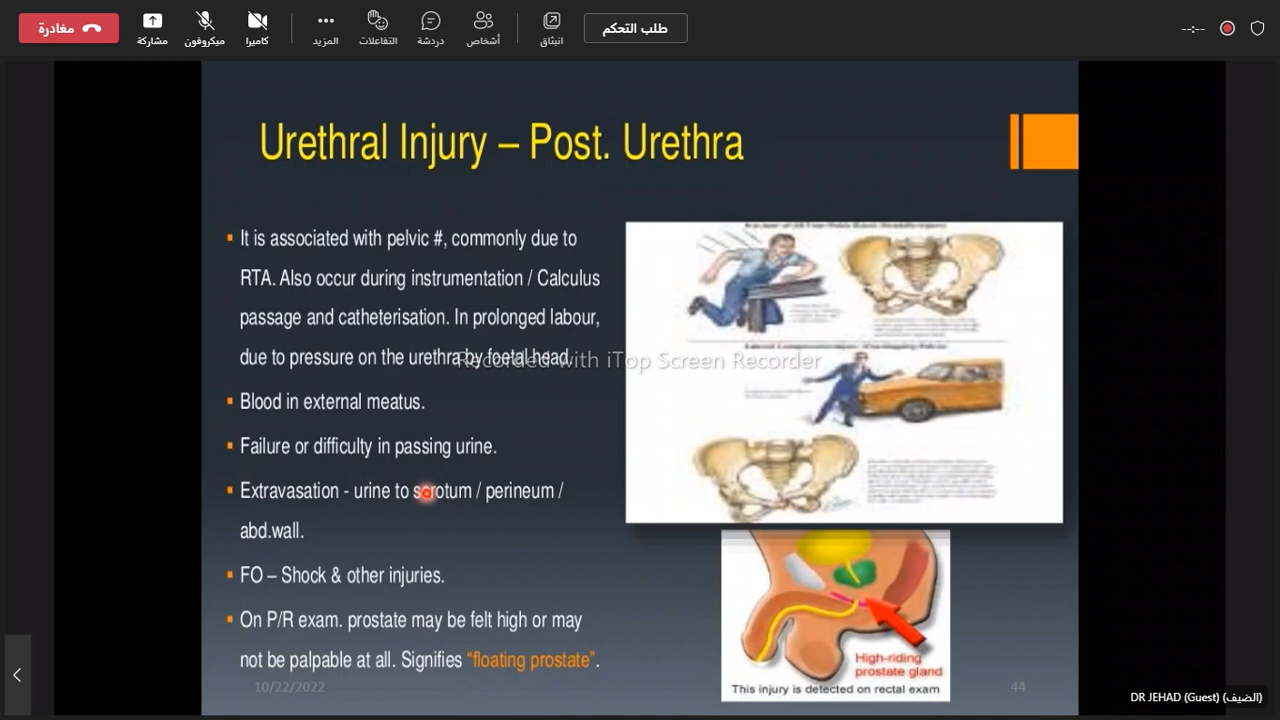 مغادرة
مشاركة
ميكروفون
كاميرا
المزيد
التفاعلات
دردشة
أشخاص
انبثاق
طلب التحكم
--:--
Urethral Injury – Post. Urethra
It is associated with pelvic #, commonly due to
RTA. Also occur during instrumentation / Calculus
passage and catheterisation. In prolonged labour,
due to pressure on the urethra by foetal head.
Recorded with iTop Screen Recorder
Blood in external meatus.
Failure or difficulty in passing urine.
Extravasation - urine to scrotum / perineum /
abd.wall.
FO – Shock & other injuries.
On P/R exam. prostate may be felt high or may
not be palpable at all. Signifies “floating prostate”.
High-riding
prostate gland
This injury is detected on rectal exam
10/22/2022
44
DR JEHAD (Guest) (الضيف)